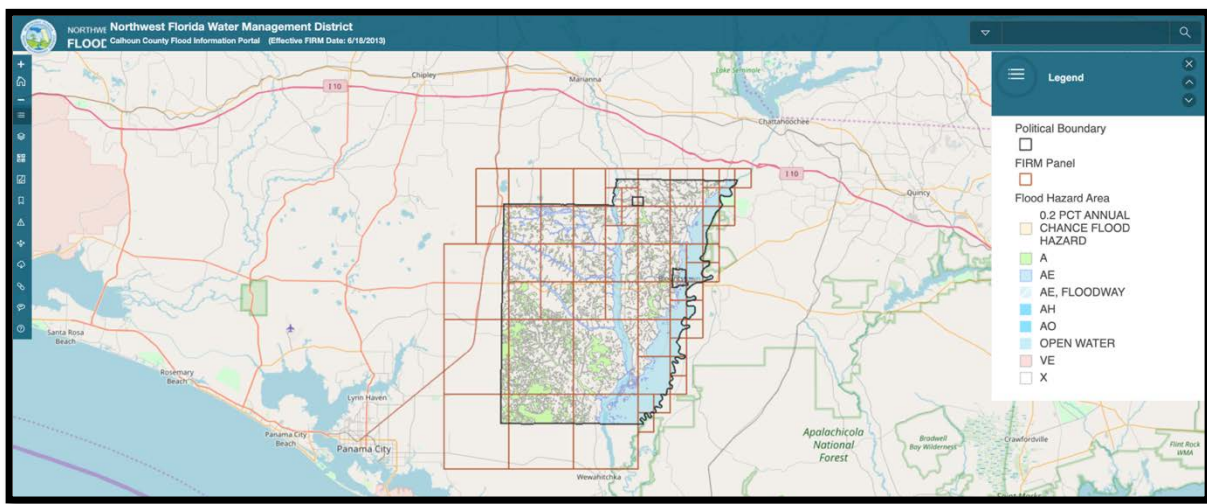 NORTHWE Northwest Florida Water Management District
FLOOD Calhoun County Flood Information Portal (Effective FIRM Date: 6/18/2013)
Legend
Political Boundary
FIRM Panel
Flood Hazard Area
0.2 PCT ANNUAL
CHANCE FLOOD
HAZARD
A
AE
AE, FLOODWAY
AH
AO
OPEN WATER
VE
X
Chipley
Marianna
Lake Seminole
I 10
Chattahoochee
I 10
Quincy
Santa Rosa
Beach
Rosemary
Beach
Lynn Haven
Panama City
Beach
Panama City
Wewahitchka
Apalachicola
National
Forest
Bradwell
Bay Wilderness
Crawfordville
Flint Rock
WMA